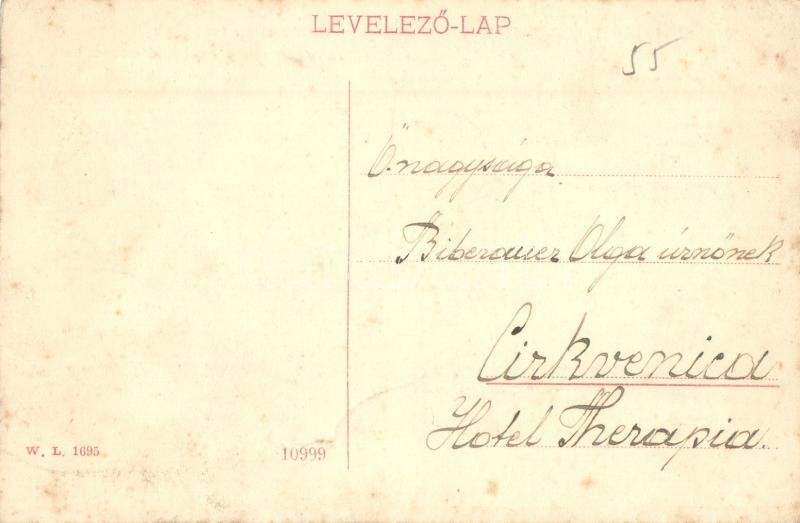 LEVELEZŐ-LAP
55
Őnagysága
Biberauer Olga úrnőnek
Cirkvenica
Hotel Therapia.
W. L. 1695
10999